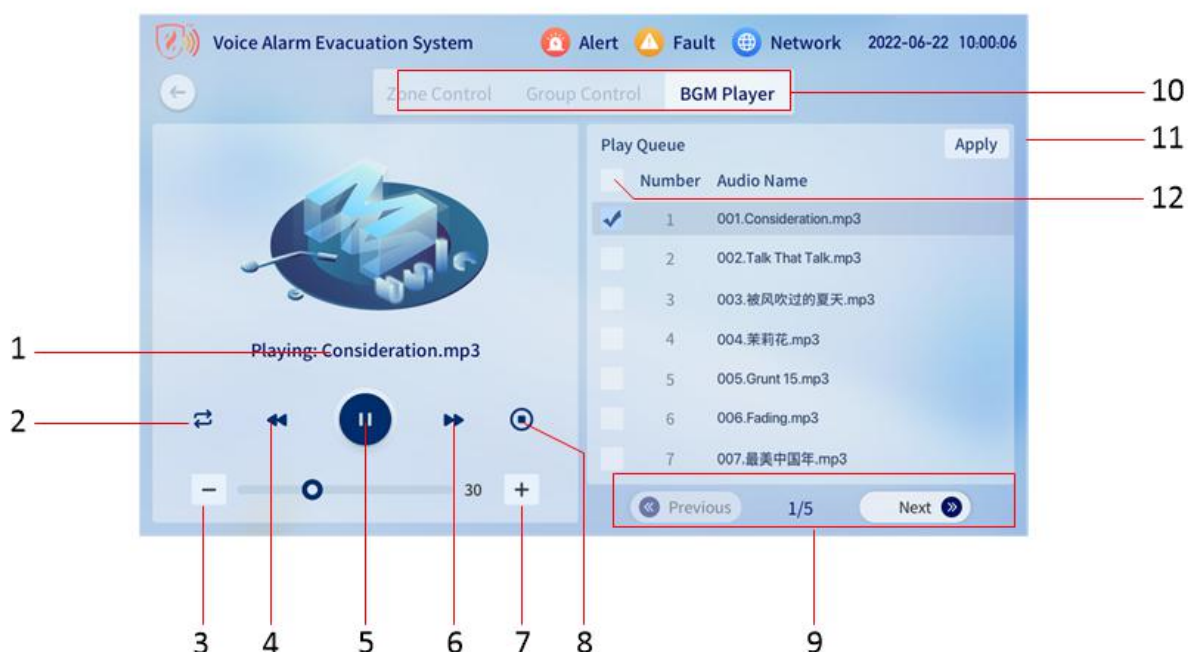 Voice Alarm Evacuation System Alert Fault Network 2022-06-22 10:00:06
Zone Control Group Control BGM Player 10
Play Queue Apply 11
Number Audio Name 12
1 001.Consideration.mp3
2 002.Talk That Talk.mp3
3 003.被风吹过的夏天.mp3
4 004.茉莉花.mp3
5 005.Grunt 15.mp3
6 006.Fading.mp3
7 007.最美中国年.mp3
Previous 1/5 Next
MUSIC
1 Playing: Consideration.mp3
2
30
3 4 5 6 7 8 9